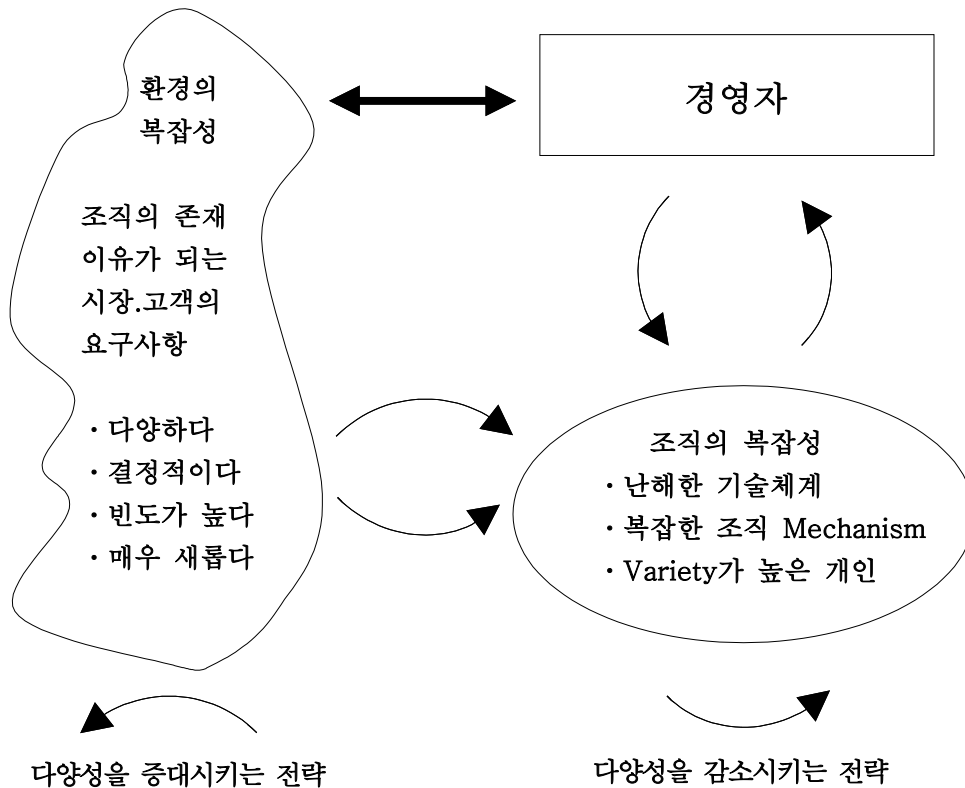 환경의
복잡성
조직의 존재
이유가 되는
시장.고객의
요구사항
· 다양하다
· 결정적이다
· 빈도가 높다
· 매우 새롭다
경영자
조직의 복잡성
· 난해한 기술체계
· 복잡한 조직 Mechanism
· Variety가 높은 개인
다양성을 증대시키는 전략
다양성을 감소시키는 전략